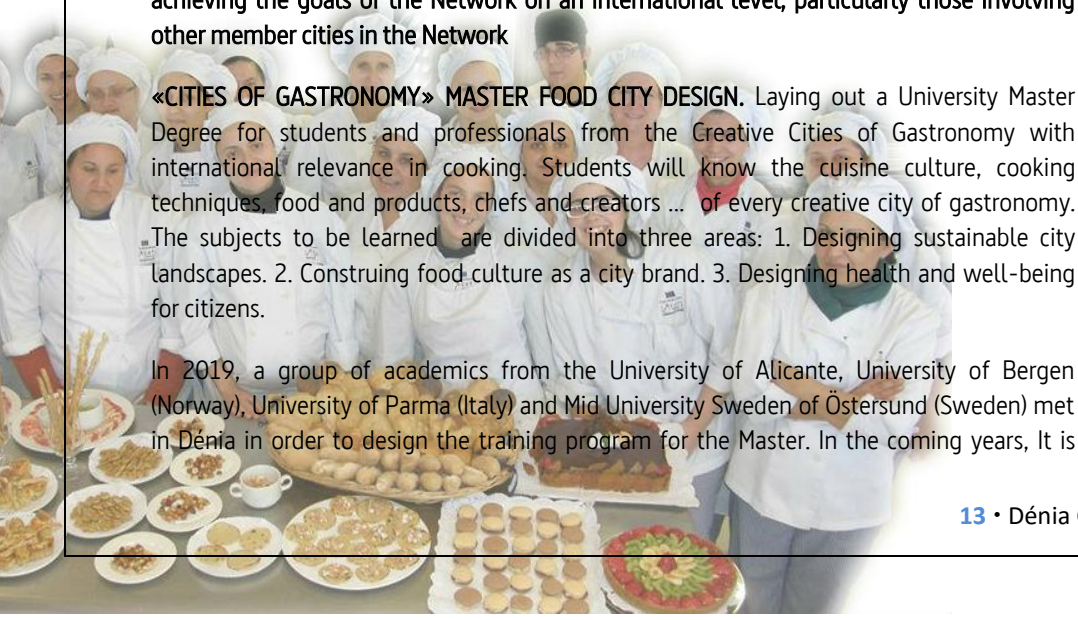 achieving the goals of the Network on an international level, particularly those involving
other member cities in the Network
«CITIES OF GASTRONOMY» MASTER FOOD CITY DESIGN. Laying out a University Master
Degree for students and professionals from the Creative Cities of Gastronomy with
international relevance in cooking. Students will know the cuisine culture, cooking
techniques, food and products, chefs and creators ... of every creative city of gastronomy.
The subjects to be learned are divided into three areas: 1. Designing sustainable city
landscapes. 2. Construing food culture as a city brand. 3. Designing health and well-being
for citizens.
In 2019, a group of academics from the University of Alicante, University of Bergen
(Norway), University of Parma (Italy) and Mid University Sweden of Östersund (Sweden) met
in Dénia in order to design the training program for the Master. In the coming years, It is
13 • Dénia